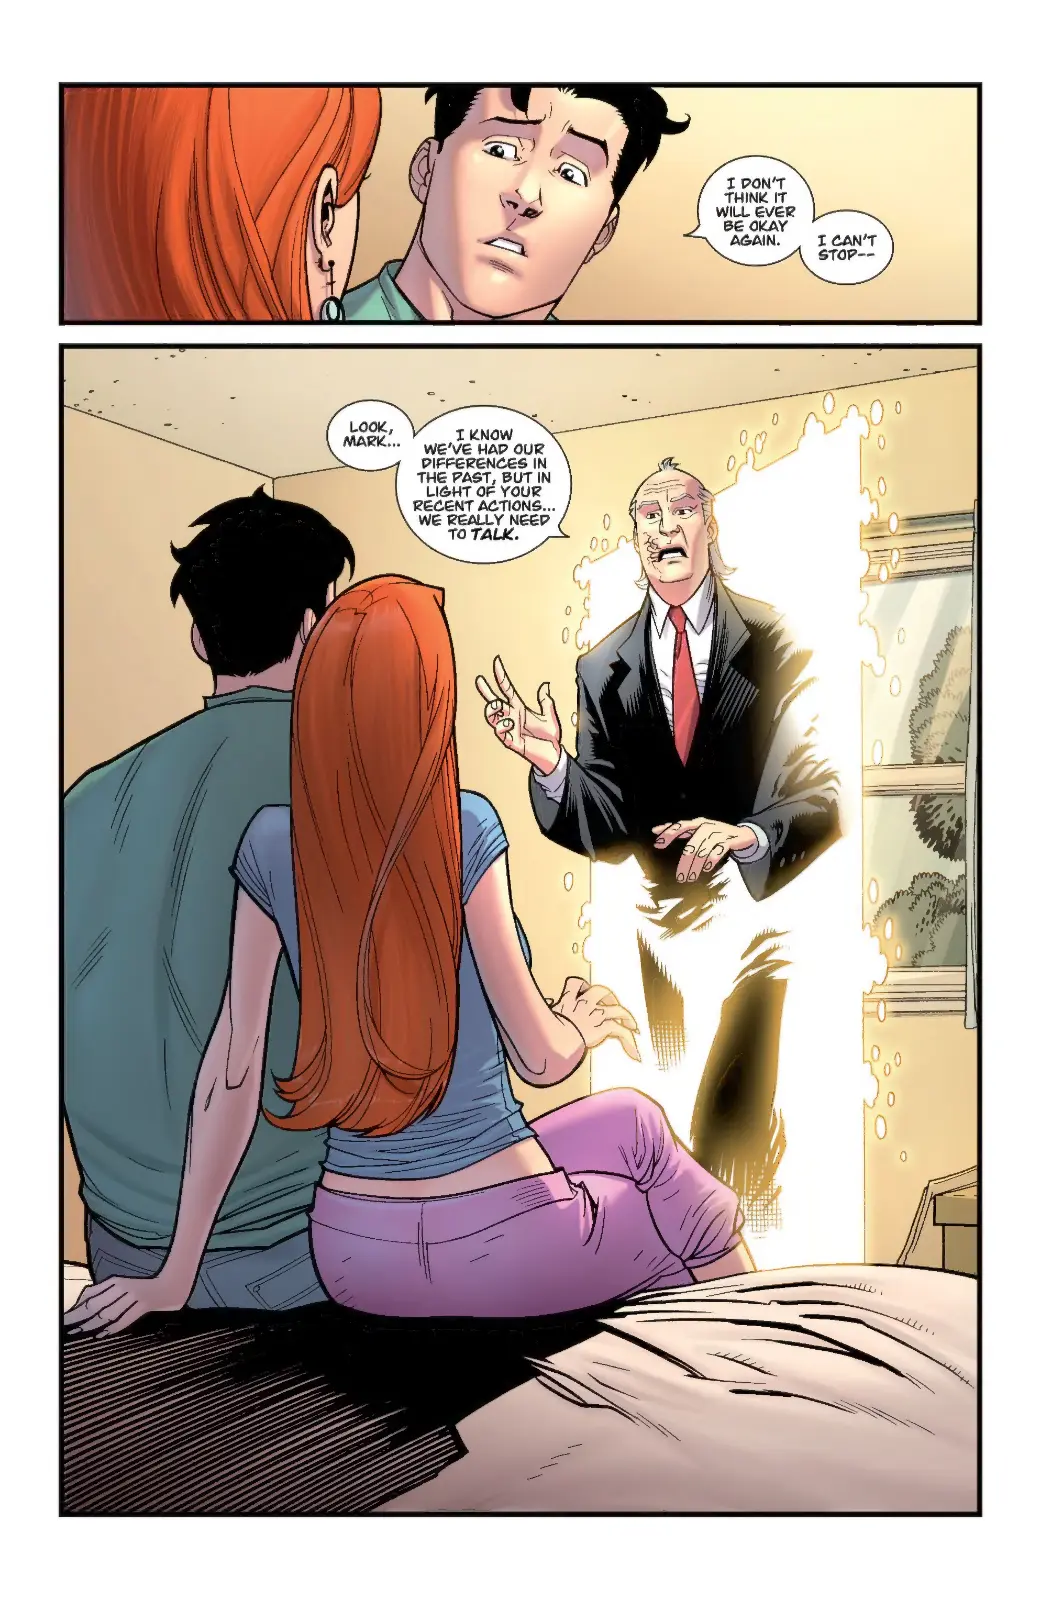 I DON'T
THINK IT
WILL EVER
BE OKAY
AGAIN.
I CAN'T
STOP--
LOOK,
MARK...
I KNOW
WE'VE HAD OUR
DIFFERENCES IN
THE PAST, BUT IN
LIGHT OF YOUR
RECENT ACTIONS...
WE REALLY NEED
TO TALK.